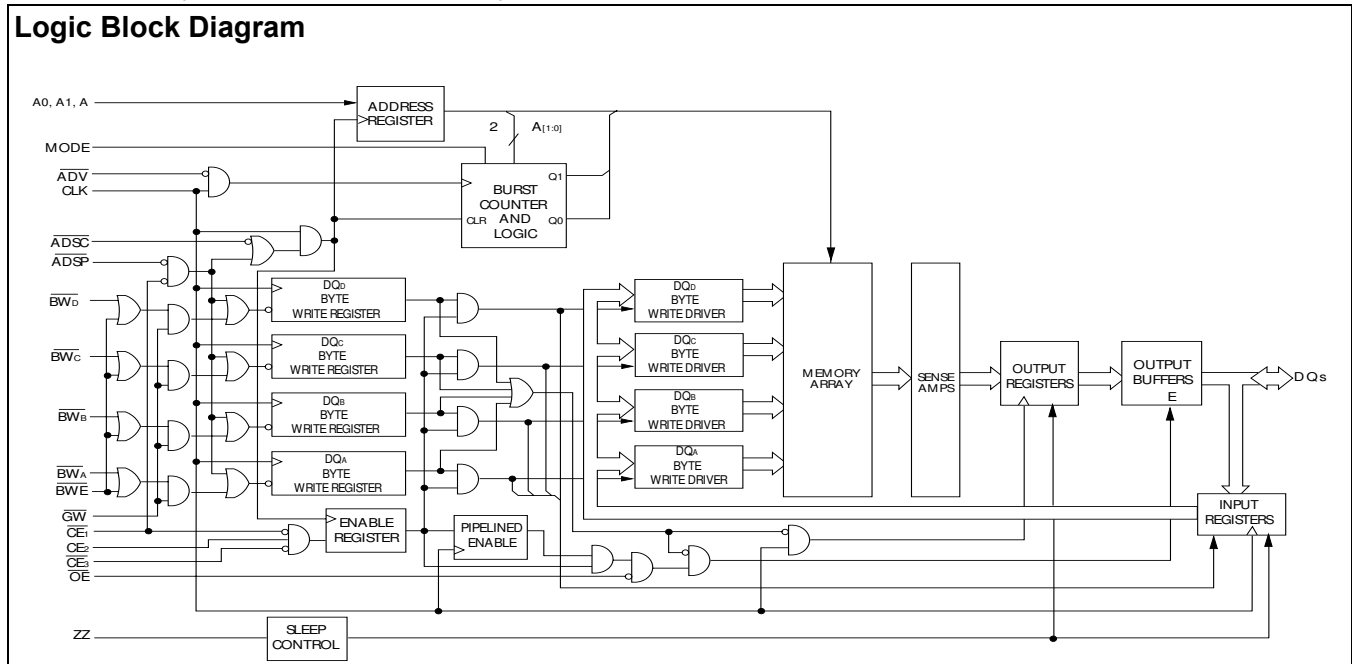 Logic Block Diagram
A0, A1, A
ADDRESS
REGISTER
2 A[1:0]
MODE
ADV
CLK
Q1
BURST
COUNTER
AND
LOGIC
CLR
Q0
ADSC
ADSP
BWD
DQD
BYTE
WRITE REGISTER
DQD
BYTE
WRITE DRIVER
BWC
DQC
BYTE
WRITE REGISTER
DQC
BYTE
WRITE DRIVER
MEMORY
ARRAY
SENSE
AMPS
OUTPUT
REGISTERS
OUTPUT
BUFFERS
E
DQs
BWB
DQB
BYTE
WRITE REGISTER
DQB
BYTE
WRITE DRIVER
BWA
BWE
DQA
BYTE
WRITE REGISTER
DQA
BYTE
WRITE DRIVER
GW
CE1
CE2
CE3
OE
ENABLE
REGISTER
PIPELINED
ENABLE
INPUT
REGISTERS
ZZ
SLEEP
CONTROL